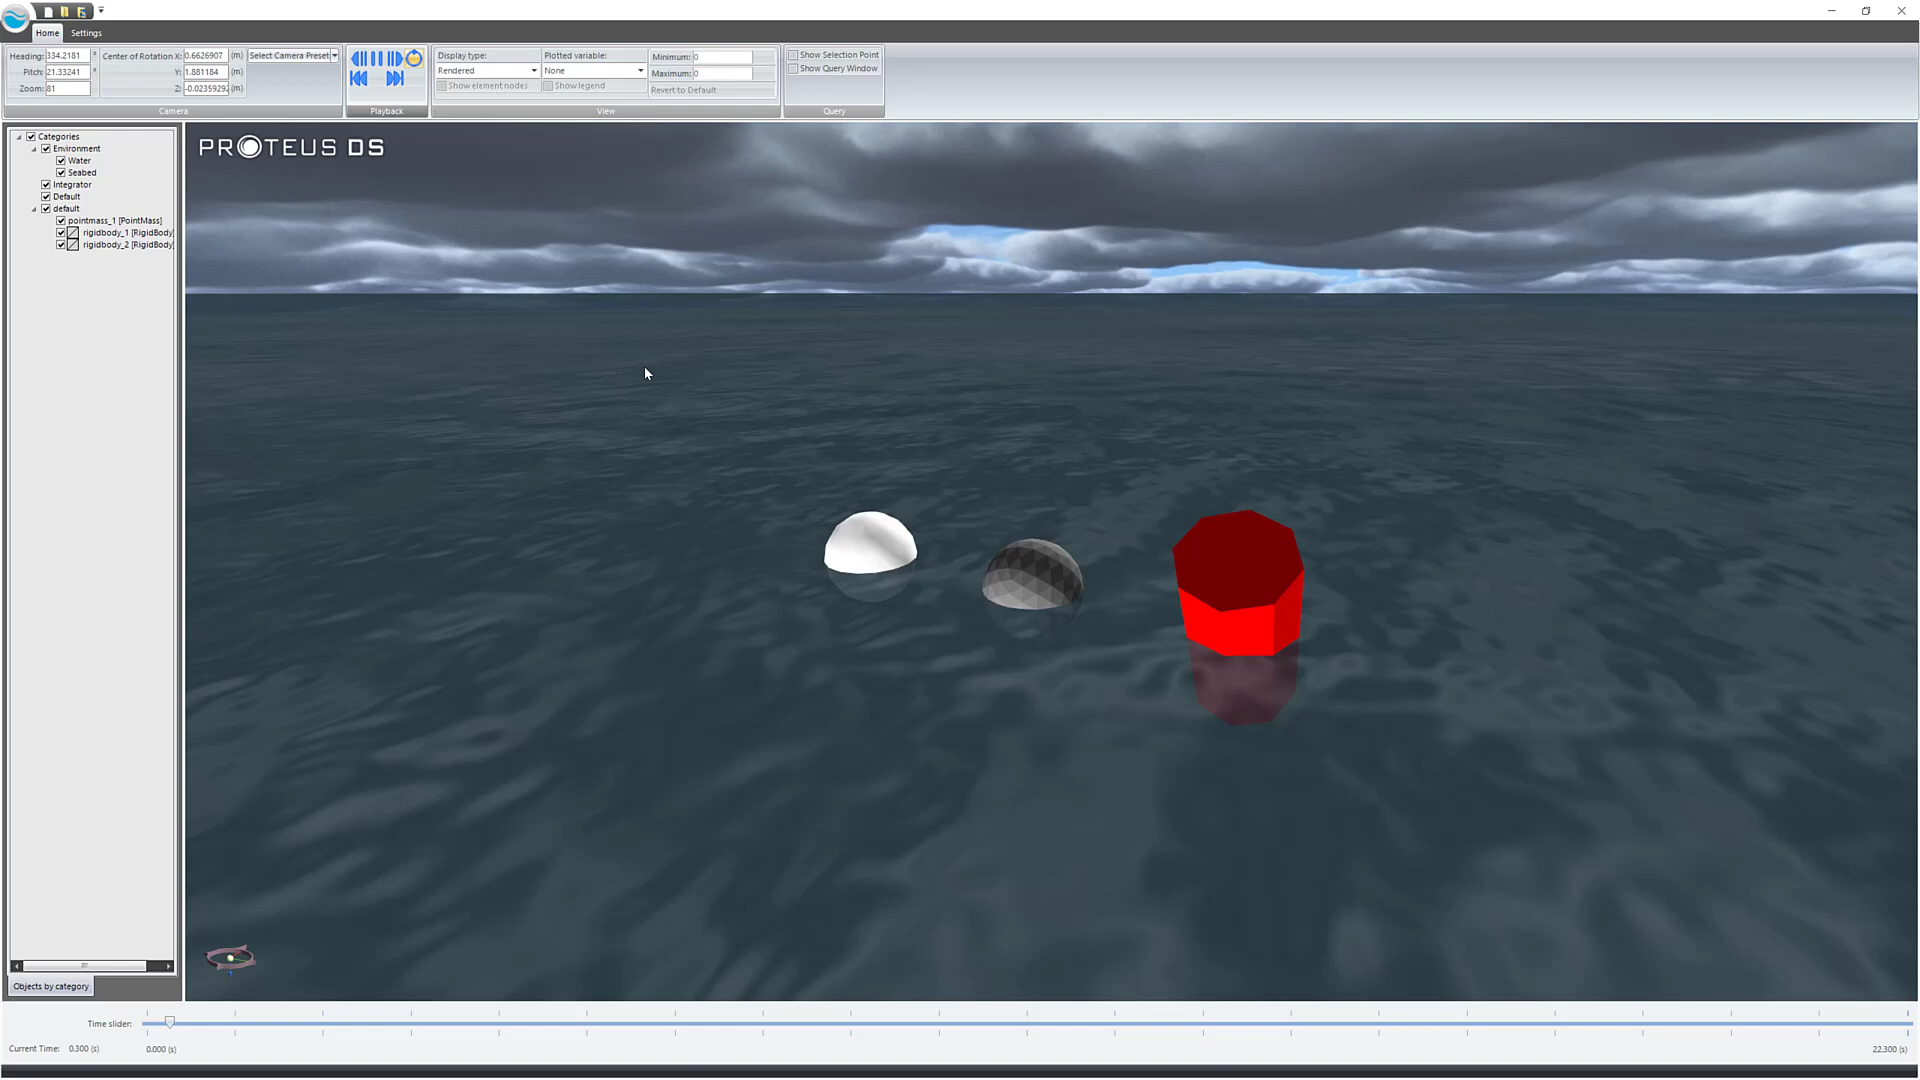 Home Settings
Heading: 334.2181 ° Center of Rotation X: 0.6626907 (m) Select Camera Preset
Pitch: 21.33241 ° Y: 1.881184 (m)
Zoom: 81 Z: -0.0235929 (m)
Camera
Playback
Display type: Plotted variable: Minimum: 0
Rendered None Maximum: 0
Show element nodes Show legend Revert to Default
View
Show Selection Point
Show Query Window
Query
Categories
Environment
Water
Seabed
Integrator
Default
default
pointmass_1 [PointMass]
rigidbody_1 [RigidBody
rigidbody_2 [RigidBody
Objects by category
PROTEUS DS
Time slider:
Current Time: 0.300 (s) 0.000 (s) 22.300 (s)